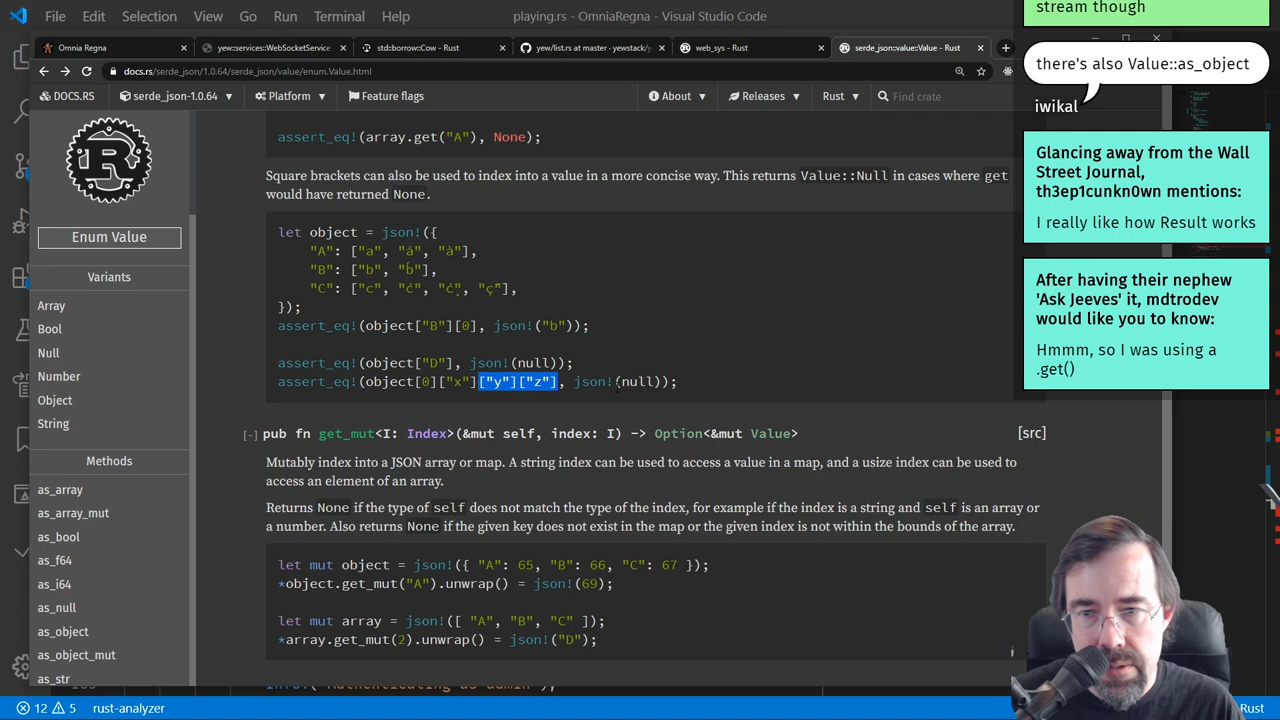 File Edit Selection View Go Run Terminal Help
playing.rs - OmniaRegna - Visual Studio Code
Omnia Regna
yew::services::WebSocketService
std::borrow::Cow - Rust
yew/list.rs at master · yewstack/yew
web_sys - Rust
serde_json::value::Value - Rust
docs.rs/serde_json/1.0.64/serde_json/value/enum.Value.html
DOCS.RS
serde_json-1.0.64
Platform
Feature flags
About
Releases
Rust
Find crate
Enum Value
Variants
Array
Bool
Null
Number
Object
String
Methods
as_array
as_array_mut
as_bool
as_f64
as_i64
as_null
as_object
as_object_mut
as_str
assert_eq!(array.get("A"), None);
Square brackets can also be used to index into a value in a more concise way. This returns Value::Null in cases where get
would have returned None.
let object = json!({
"A": ["a", "á", "à"],
"B": ["b", "b́"],
"C": ["c", "ć", "ć̣", "ç"],
});
assert_eq!(object["B"][0], json!("b"));
assert_eq!(object["D"], json!(null));
assert_eq!(object[0]["x"]["y"]["z"], json!(null));
[-] pub fn get_mut<I: Index>(&mut self, index: I) -> Option<&mut Value>
[src]
Mutably index into a JSON array or map. A string index can be used to access a value in a map, and a usize index can be used to
access an element of an array.
Returns None if the type of self does not match the type of the index, for example if the index is a string and self is an array or
a number. Also returns None if the given key does not exist in the map or the given index is not within the bounds of the array.
let mut object = json!({ "A": 65, "B": 66, "C": 67 });
*object.get_mut("A").unwrap() = json!(69);
let mut array = json!([ "A", "B", "C" ]);
*array.get_mut(2).unwrap() = json!("D");
info!("Authenticating as admin");
stream though
there's also Value::as_object
iwikal
Glancing away from the Wall
Street Journal,
th3ep1cunkn0wn mentions:
I really like how Result works
After having their nephew
'Ask Jeeves' it, mdtrodev
would like you to know:
Hmmm, so I was using a
.get()
12 5 rust-analyzer
Rust